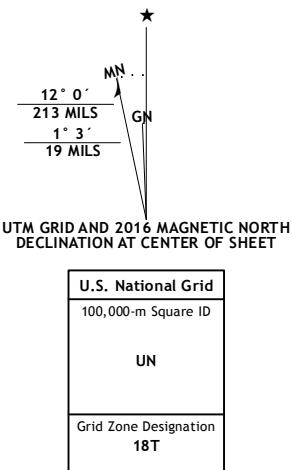 ★
MN
12° 0´
213 MILS
GN
1° 3´
19 MILS
UTM GRID AND 2016 MAGNETIC NORTH
DECLINATION AT CENTER OF SHEET
U.S. National Grid
100,000-m Square ID
UN
Grid Zone Designation
18T